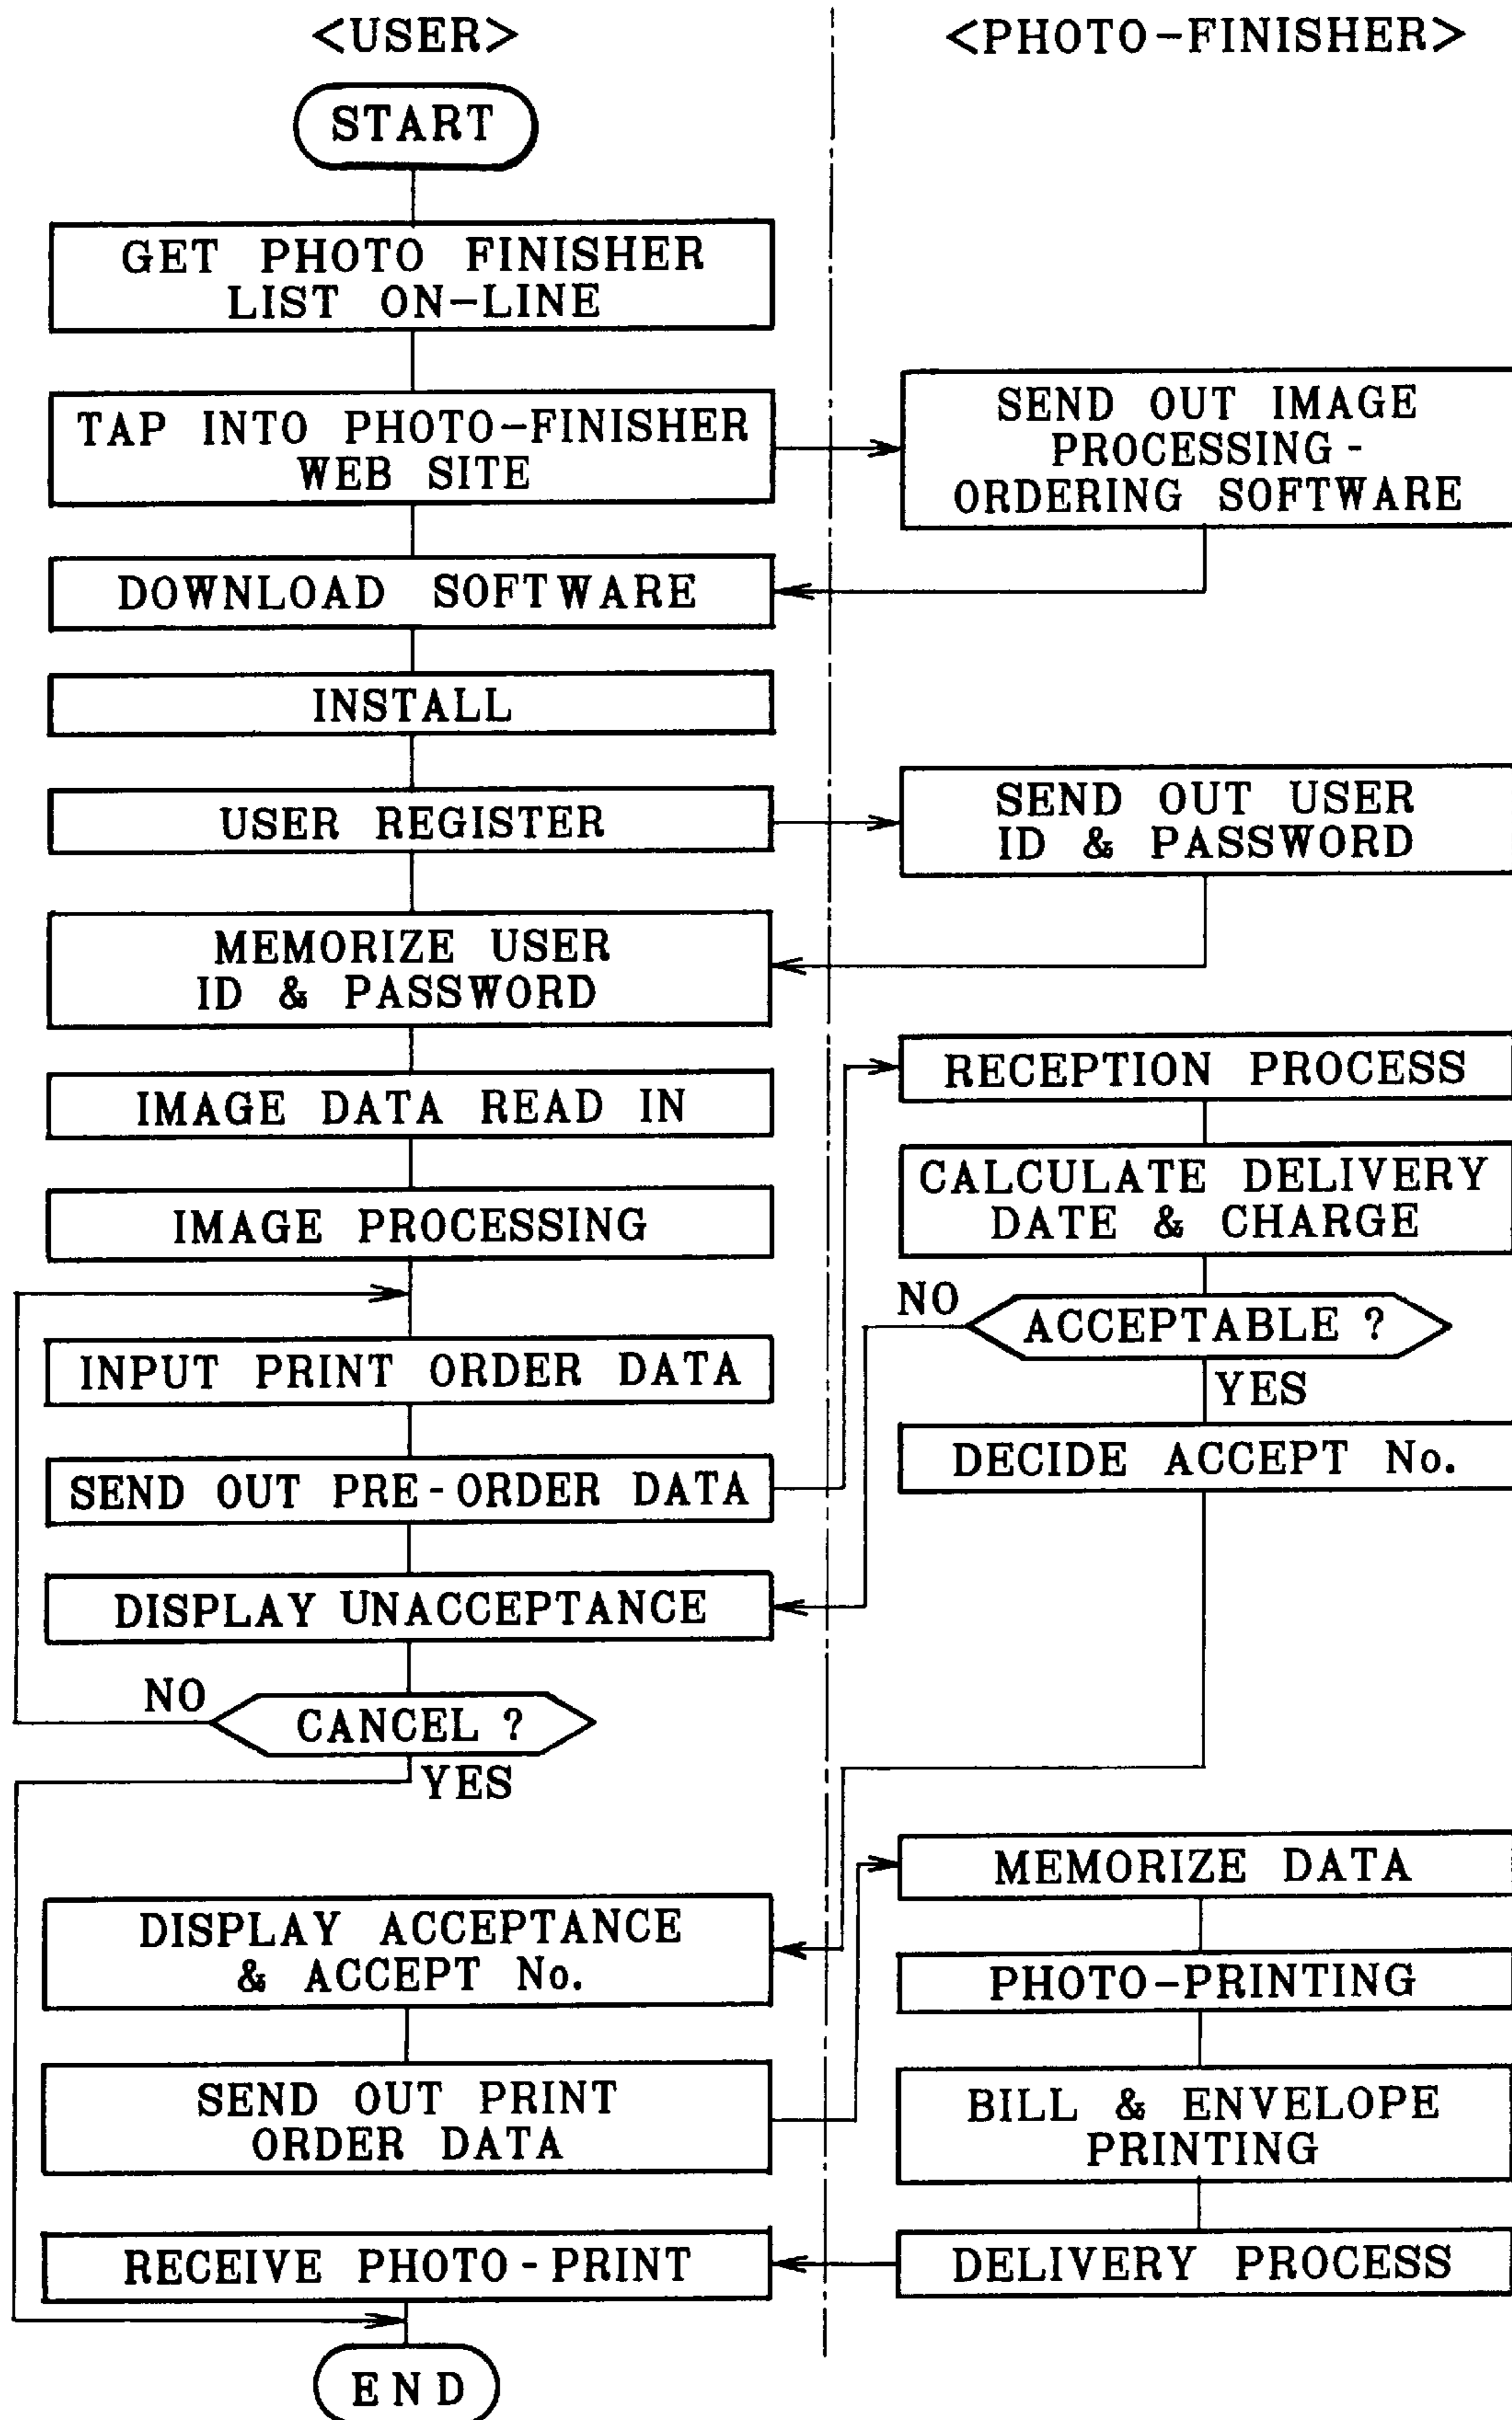 <USER>
<PHOTO-FINISHER>
START
GET PHOTO FINISHER
LIST ON-LINE
TAP INTO PHOTO-FINISHER
WEB SITE
SEND OUT IMAGE
PROCESSING-
ORDERING SOFTWARE
DOWNLOAD SOFTWARE
INSTALL
USER REGISTER
SEND OUT USER
ID & PASSWORD
MEMORIZE USER
ID & PASSWORD
IMAGE DATA READ IN
IMAGE PROCESSING
RECEPTION PROCESS
CALCULATE DELIVERY
DATE & CHARGE
NO
ACCEPTABLE ?
YES
DECIDE ACCEPT No.
INPUT PRINT ORDER DATA
SEND OUT PRE-ORDER DATA
DISPLAY UNACCEPTANCE
NO
CANCEL ?
YES
DISPLAY ACCEPTANCE
& ACCEPT No.
SEND OUT PRINT
ORDER DATA
MEMORIZE DATA
PHOTO-PRINTING
BILL & ENVELOPE
PRINTING
DELIVERY PROCESS
RECEIVE PHOTO-PRINT
END